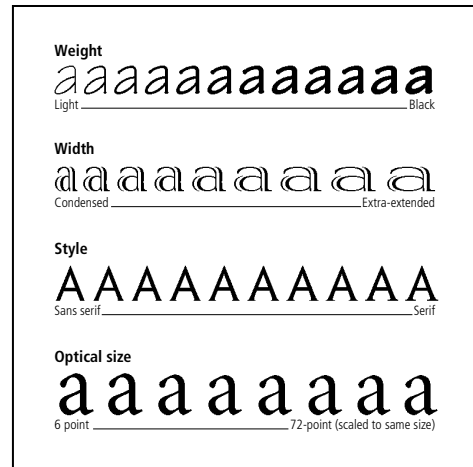 Weight
aaaaaaaaaaaa
Light Black
Width
aaaaaaaaa
Condensed Extra-extended
Style
AAAAAAAAAA
Sans serif Serif
Optical size
aaaaaaaa
6 point 72-point (scaled to same size)